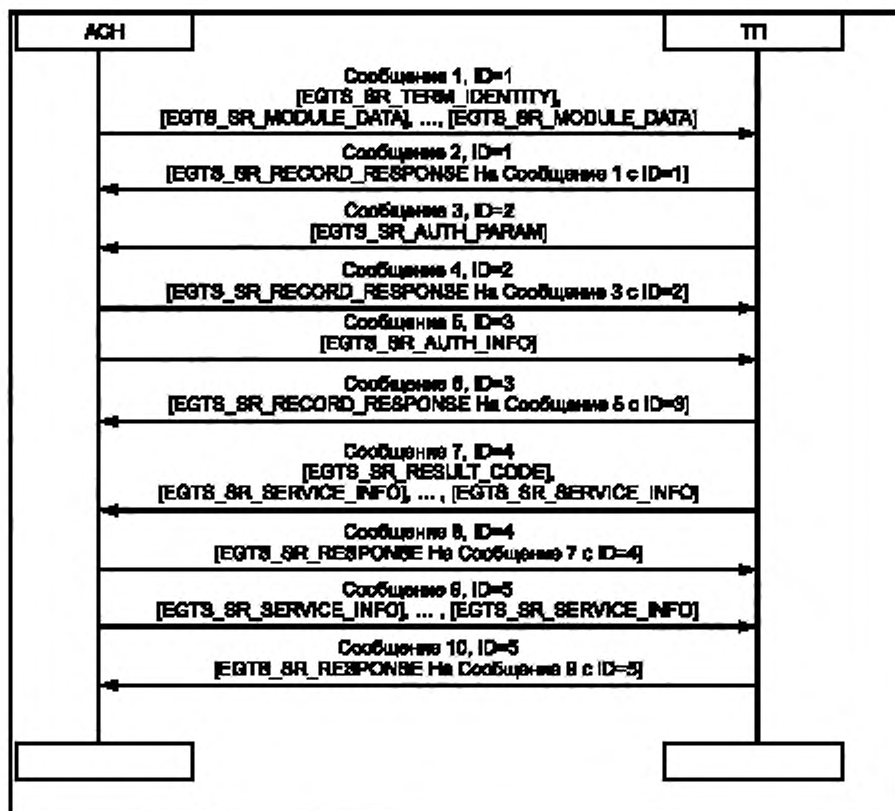 АСН
ТП
Сообщение 1, ID=1
[EGTS_SR_TERM_IDENTITY],
[EGTS_SR_MODULE_DATA], ..., [EGTS_SR_MODULE_DATA]
Сообщение 2, ID=1
[EGTS_SR_RECORD_RESPONSE На Сообщение 1 с ID=1]
Сообщение 3, ID=2
[EGTS_SR_AUTH_PARAM]
Сообщение 4, ID=2
[EGTS_SR_RECORD_RESPONSE На Сообщение 3 с ID=2]
Сообщение 5, ID=3
[EGTS_SR_AUTH_INFO]
Сообщение 6, ID=3
[EGTS_SR_RECORD_RESPONSE На Сообщение 5 с ID=3]
Сообщение 7, ID=4
[EGTS_SR_RESULT_CODE],
[EGTS_SR_SERVICE_INFO], ... , [EGTS_SR_SERVICE_INFO]
Сообщение 8, ID=4
[EGTS_SR_RESPONSE На Сообщение 7 с ID=4]
Сообщение 9, ID=5
[EGTS_SR_SERVICE_INFO], ... , [EGTS_SR_SERVICE_INFO]
Сообщение 10, ID=5
[EGTS_SR_RESPONSE На Сообщение 9 с ID=5]